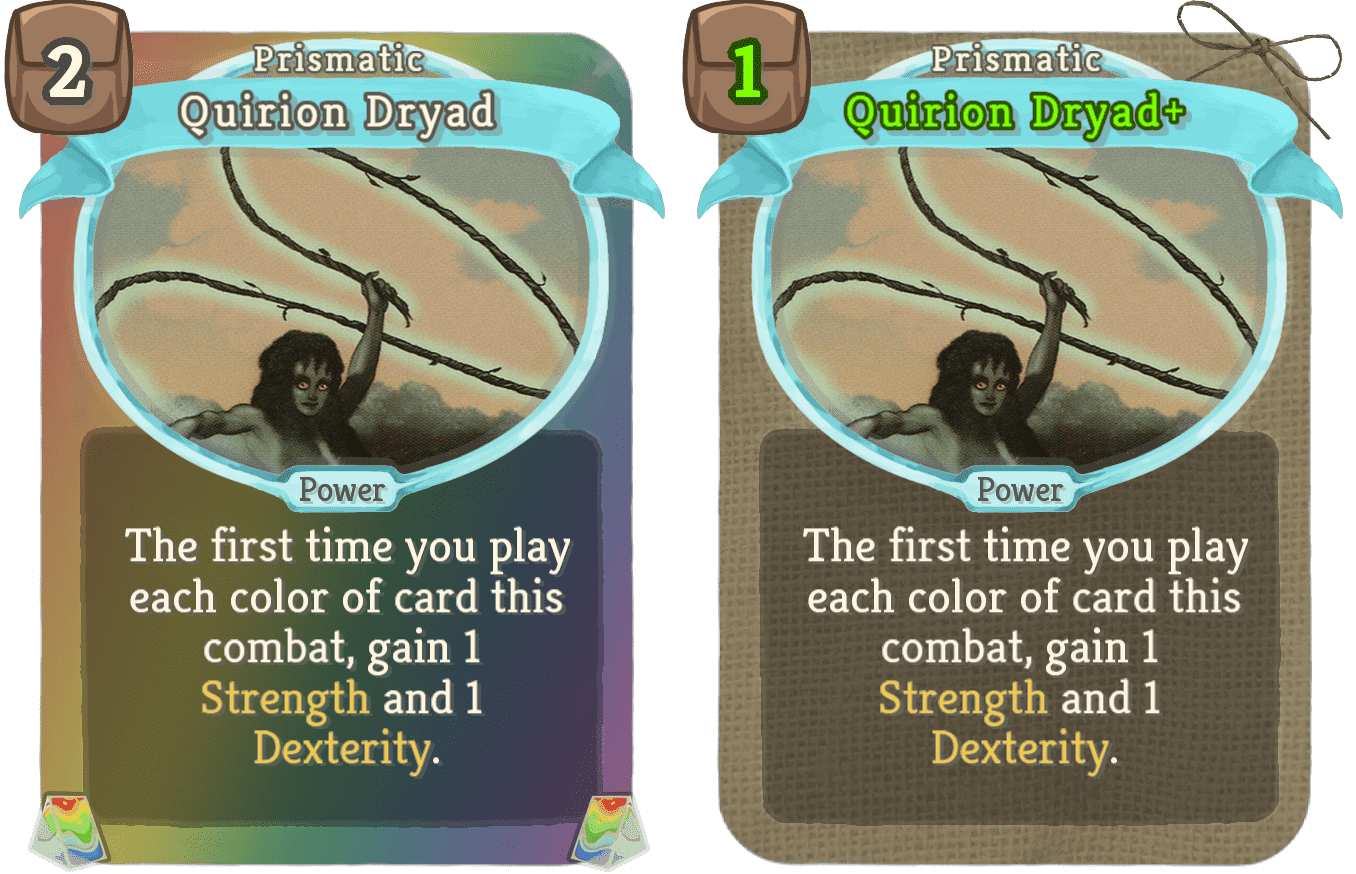 2
Prismatic
Quirion Dryad
Power
The first time you play
each color of card this
combat, gain 1
Strength and 1
Dexterity.
1
Prismatic
Quirion Dryad+
Power
The first time you play
each color of card this
combat, gain 1
Strength and 1
Dexterity.